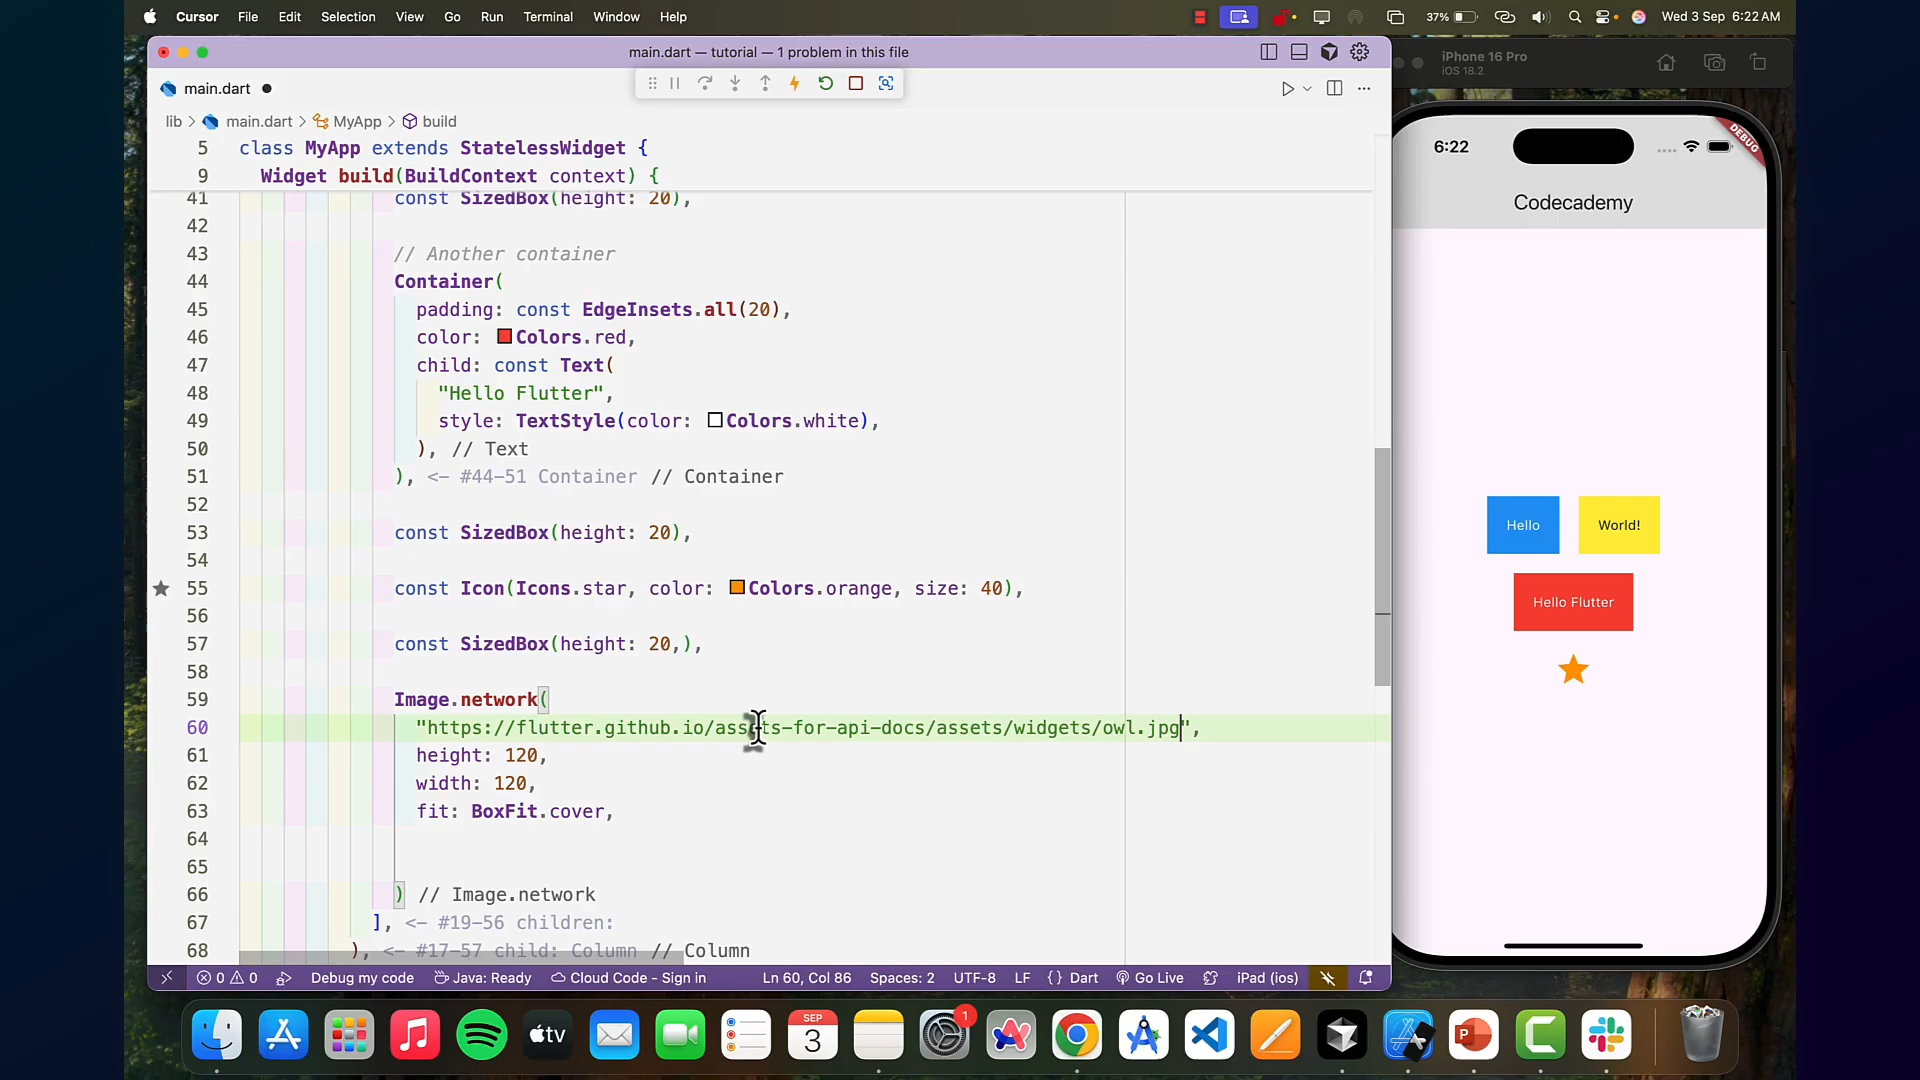 Cursor File Edit Selection View Go Run Terminal Window Help
37% Wed 3 Sep 6:22 AM
main.dart — tutorial — 1 problem in this file
main.dart
lib > main.dart > MyApp > build
5 class MyApp extends StatelessWidget {
9 Widget build(BuildContext context) {
41 const SizedBox(height: 20),
42
43 // Another container
44 Container(
45 padding: const EdgeInsets.all(20),
46 color: Colors.red,
47 child: const Text(
48 "Hello Flutter",
49 style: TextStyle(color: Colors.white),
50 ), // Text
51 ), <- #44-51 Container // Container
52
53 const SizedBox(height: 20),
54
55 const Icon(Icons.star, color: Colors.orange, size: 40),
56
57 const SizedBox(height: 20,),
58
59 Image.network(
60 "https://flutter.github.io/assets-for-api-docs/assets/widgets/owl.jpg",
61 height: 120,
62 width: 120,
63 fit: BoxFit.cover,
64
65
66 ) // Image.network
67 ], <- #19-56 children:
68 ), <- #17-57 child: Column // Column
0 0 Debug my code Java: Ready Cloud Code - Sign in Ln 60, Col 86 Spaces: 2 UTF-8 LF { } Dart Go Live iPad (ios)
iPhone 16 Pro
iOS 18.2
6:22
DEBUG
Codecademy
Hello World!
Hello Flutter
tv SEP 3 1 P C